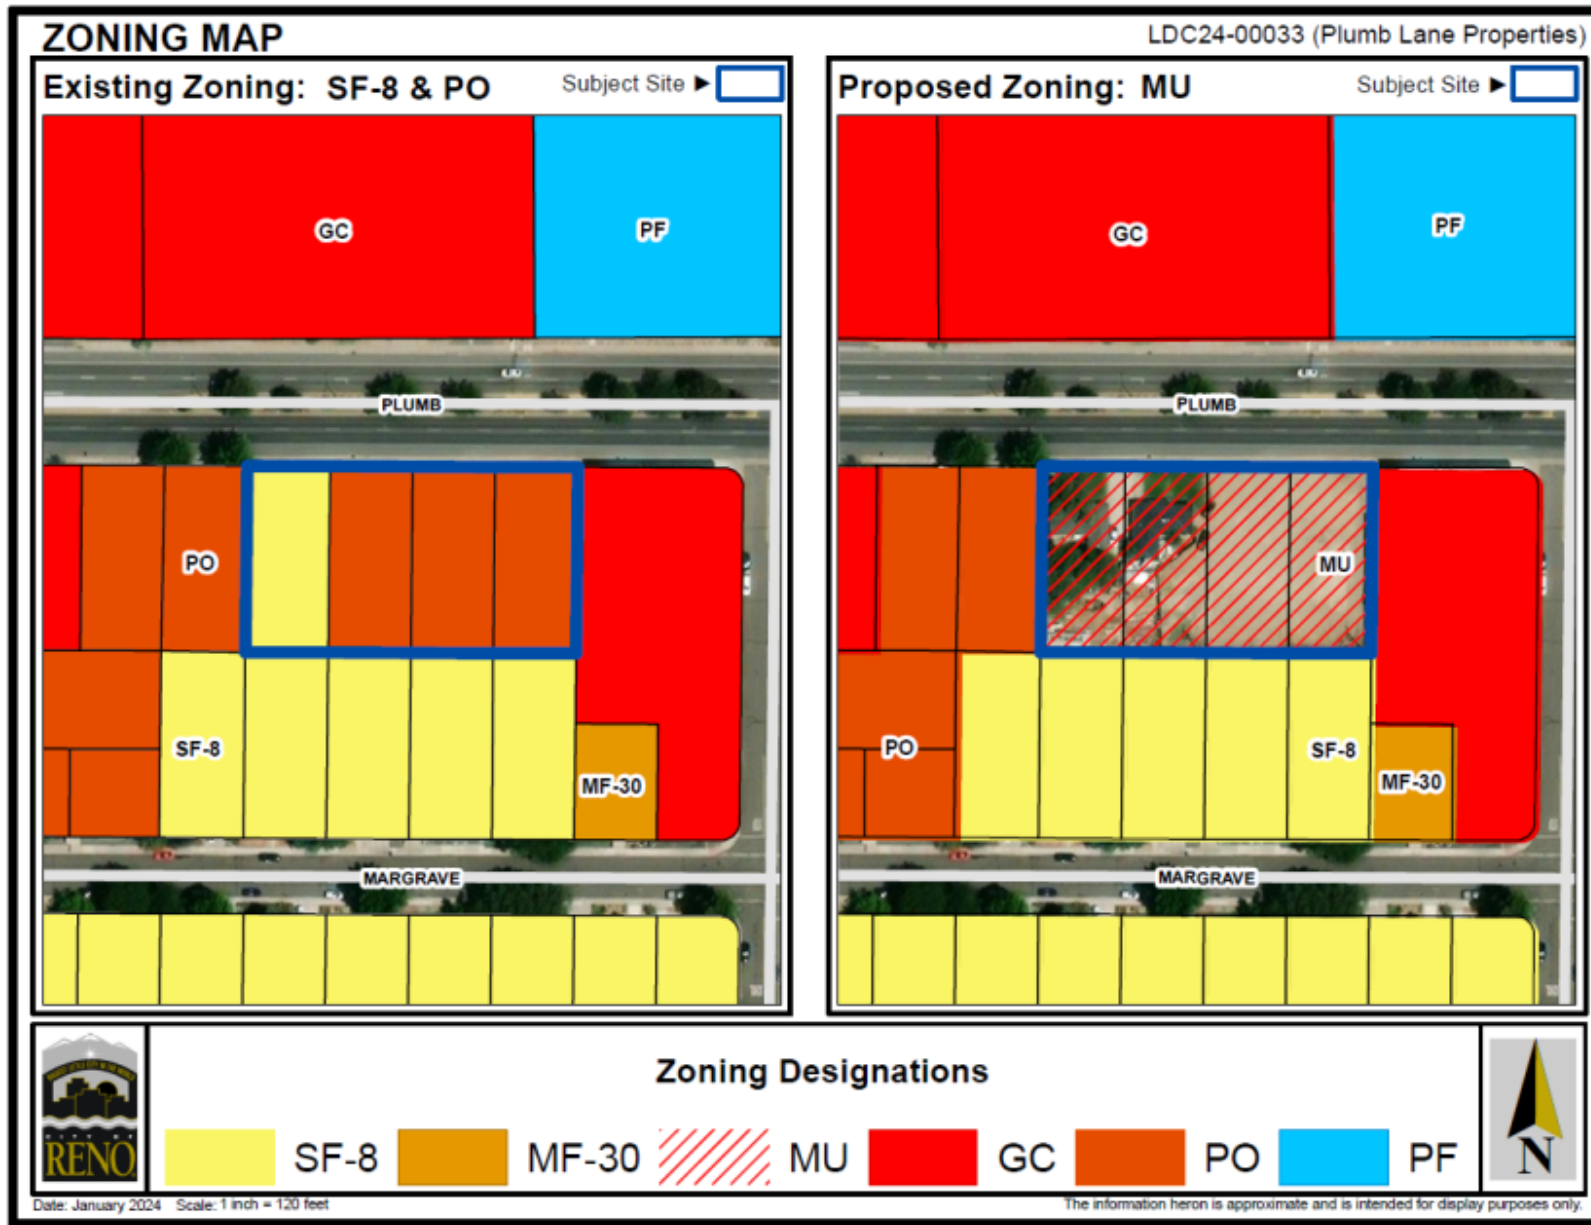 ZONING MAP
LDC24-00033 (Plumb Lane Properties)
Existing Zoning: SF-8 & PO
Subject Site ►
GC
PF
PLUMB
PO
SF-8
MF-30
MARGRAVE
Proposed Zoning: MU
Subject Site ►
GC
PF
PLUMB
MU
PO
SF-8
MF-30
MARGRAVE
CITY OF
RENO
Zoning Designations
SF-8 MF-30 MU GC PO PF
N
Date: January 2024 Scale: 1 inch = 120 feet
The information heron is approximate and is intended for display purposes only.